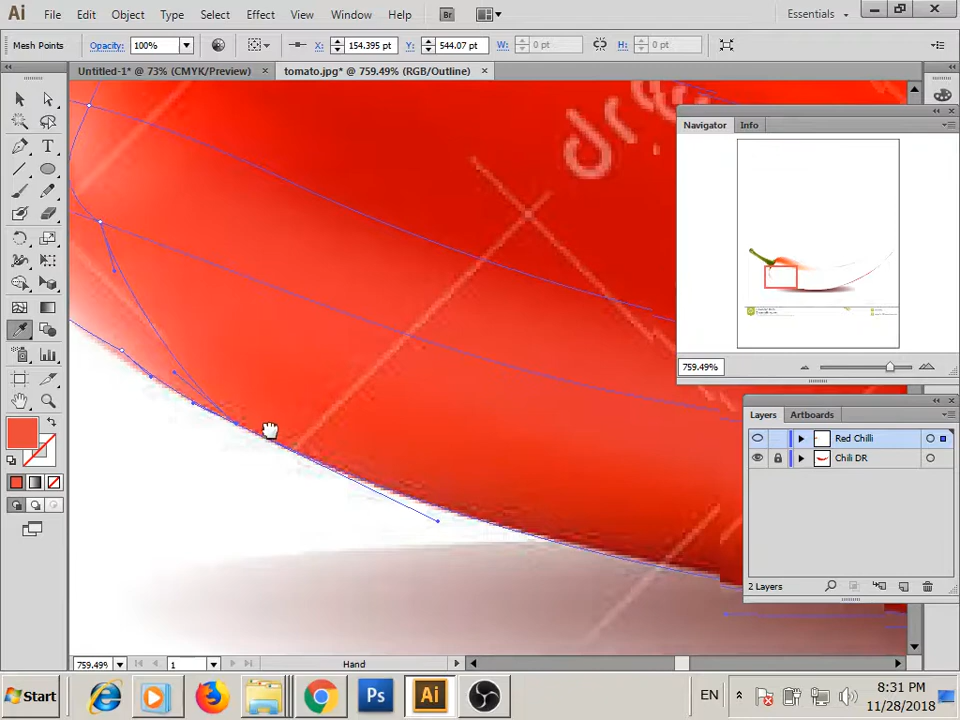 Ai File Edit Object Type Select Effect View Window Help Br Essentials
Mesh Points Opacity: 100% X: 154.395 pt Y: 544.07 pt W: 0 pt H: 0 pt
Untitled-1* @ 73% (CMYK/Preview) × tomato.jpg* @ 759.49% (RGB/Outline) ×
Navigator Info
759.49%
Layers Artboards
Red Chilli
Chili DR
2 Layers
759.49% 1 Hand
Start Ps Ai EN 8:31 PM
11/28/2018